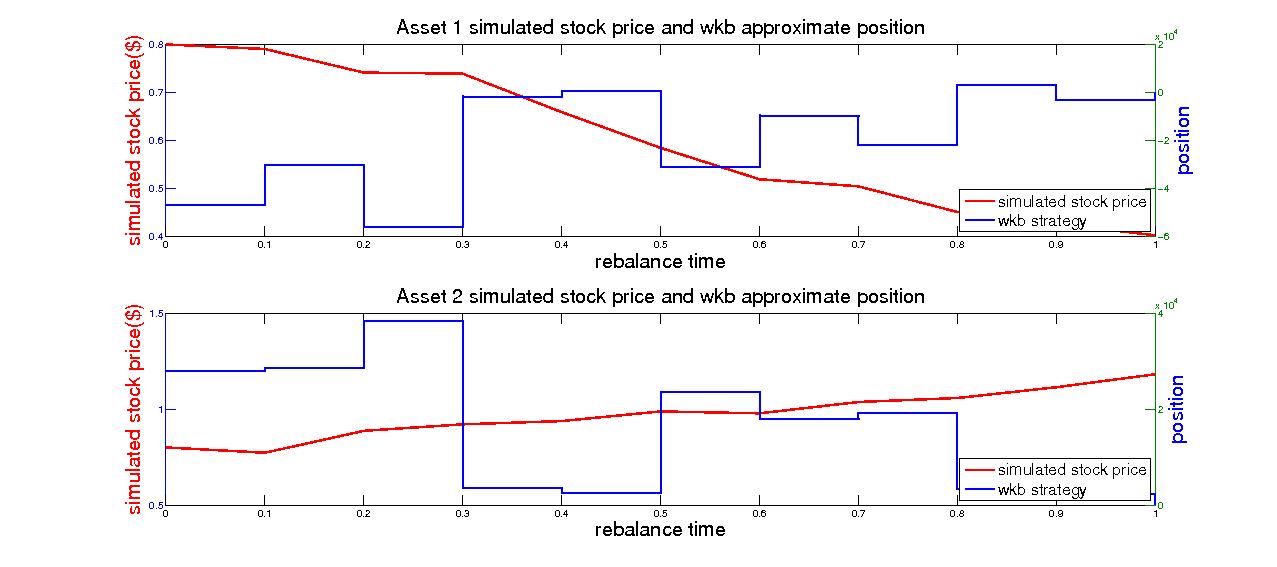 Asset 1 simulated stock price and wkb approximate position
simulated stock price($)
0.8
0.7
0.6
0.5
0.4
x 10^4
2
0
-2
-4
-6
position
simulated stock price
wkb strategy
0 0.1 0.2 0.3 0.4 0.5 0.6 0.7 0.8 0.9 1
rebalance time
Asset 2 simulated stock price and wkb approximate position
simulated stock price($)
1.5
1
0.5
x 10^4
4
2
0
position
simulated stock price
wkb strategy
0 0.1 0.2 0.3 0.4 0.5 0.6 0.7 0.8 0.9 1
rebalance time